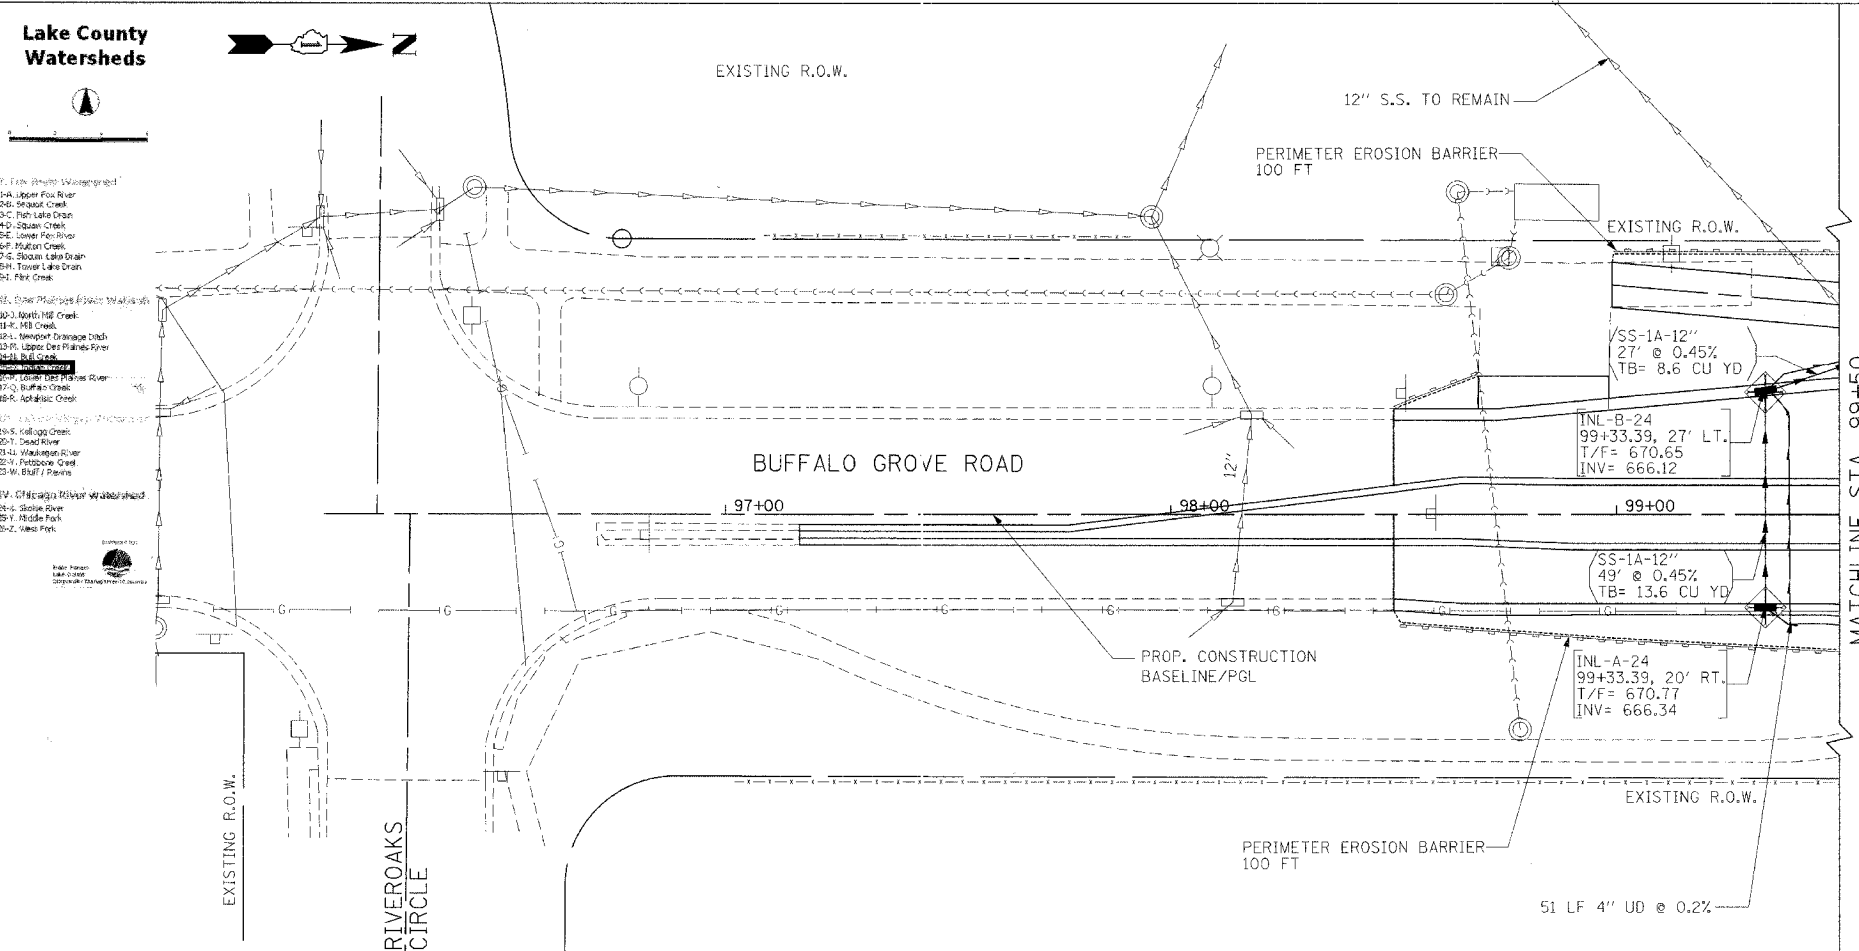 Lake County
Watersheds
N
1-A. Upper Fox River
2-B. Sequoit Creek
3-C. Fish Lake Drain
4-D. Squaw Creek
5-E. Lower Fox River
6-F. Mutton Creek
7-G. Slocum Lake Drain
8-H. Tower Lake Drain
9-I. Flint Creek
10-J. North Mill Creek
11-K. Mill Creek
12-L. Newport Drainage Ditch
13-M. Upper Des Plaines River
14-N. Bull Creek
Indian Creek
16-P. Lower Des Plaines River
17-Q. Buffalo Creek
18-R. Aptakisic Creek
19-S. Kellogg Creek
20-T. Dead River
21-U. Waukegan River
22-V. Pettibone Creek
23-W. Bluff / Ravine
24-X. Skokie River
25-Y. Middle Fork
26-Z. West Fork
EXISTING R.O.W.
12" S.S. TO REMAIN
PERIMETER EROSION BARRIER
100 FT
EXISTING R.O.W.
SS-1A-12"
27' @ 0.45%
TB= 8.6 CU YD
INL-B-24
99+33.39, 27' LT.
T/F= 670.65
INV= 666.12
BUFFALO GROVE ROAD
12"
97+00
98+00
99+00
SS-1A-12"
49' @ 0.45%
TB= 13.6 CU YD
G
G
G
G
G
G
G
G
G
G
G
PROP. CONSTRUCTION
BASELINE/PGL
INL-A-24
99+33.39, 20' RT.
T/F= 670.77
INV= 666.34
MATCHLINE STA 99+50
EXISTING R.O.W.
EXISTING R.O.W.
RIVEROAKS
CIRCLE
PERIMETER EROSION BARRIER
100 FT
51 LF 4" UD @ 0.2%